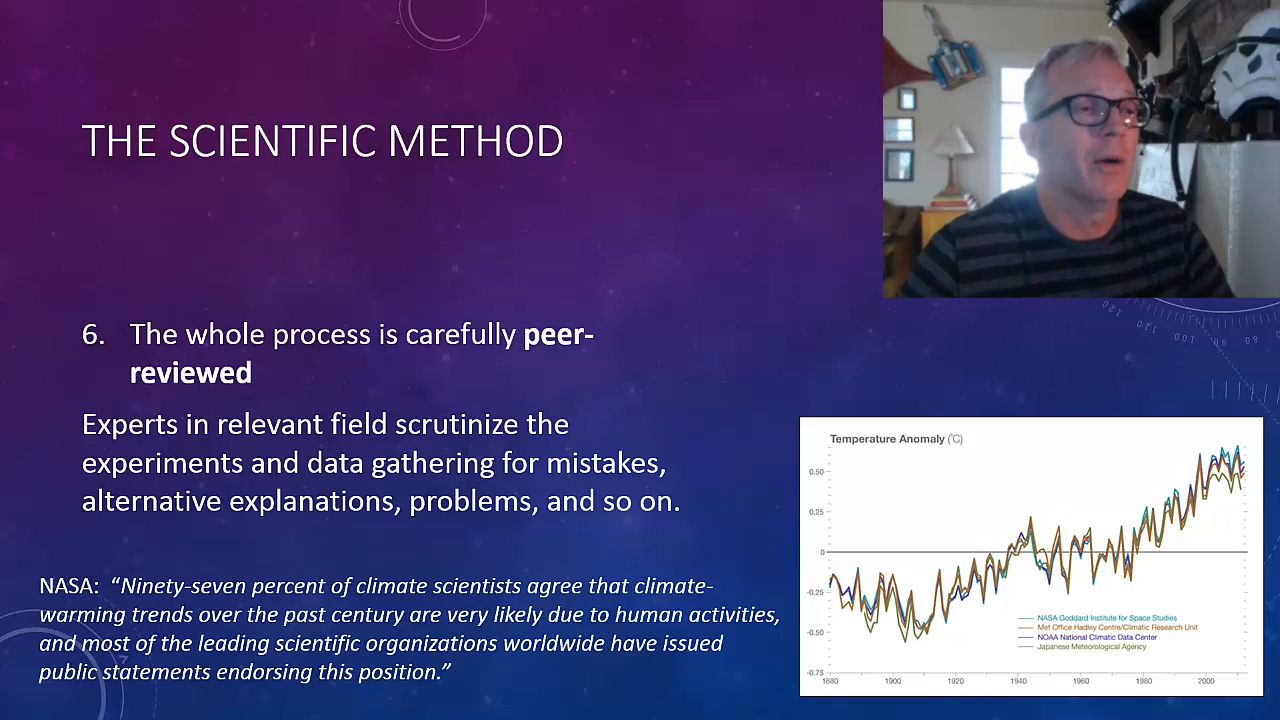 THE SCIENTIFIC METHOD
6. The whole process is carefully peer-
reviewed
Experts in relevant field scrutinize the
experiments and data gathering for mistakes,
alternative explanations, problems, and so on.
NASA: “Ninety-seven percent of climate scientists agree that climate-
warming trends over the past century are very likely due to human activities,
and most of the leading scientific organizations worldwide have issued
public statements endorsing this position.”
120
110
100
90
80
Temperature Anomaly (°C)
0.50
0.25
0
-0.25
-0.50
-0.75
NASA Goddard Institute for Space Studies
Met Office Hadley Centre/Climatic Research Unit
NOAA National Climatic Data Center
Japanese Meteorological Agency
1880 1900 1920 1940 1960 1980 2000